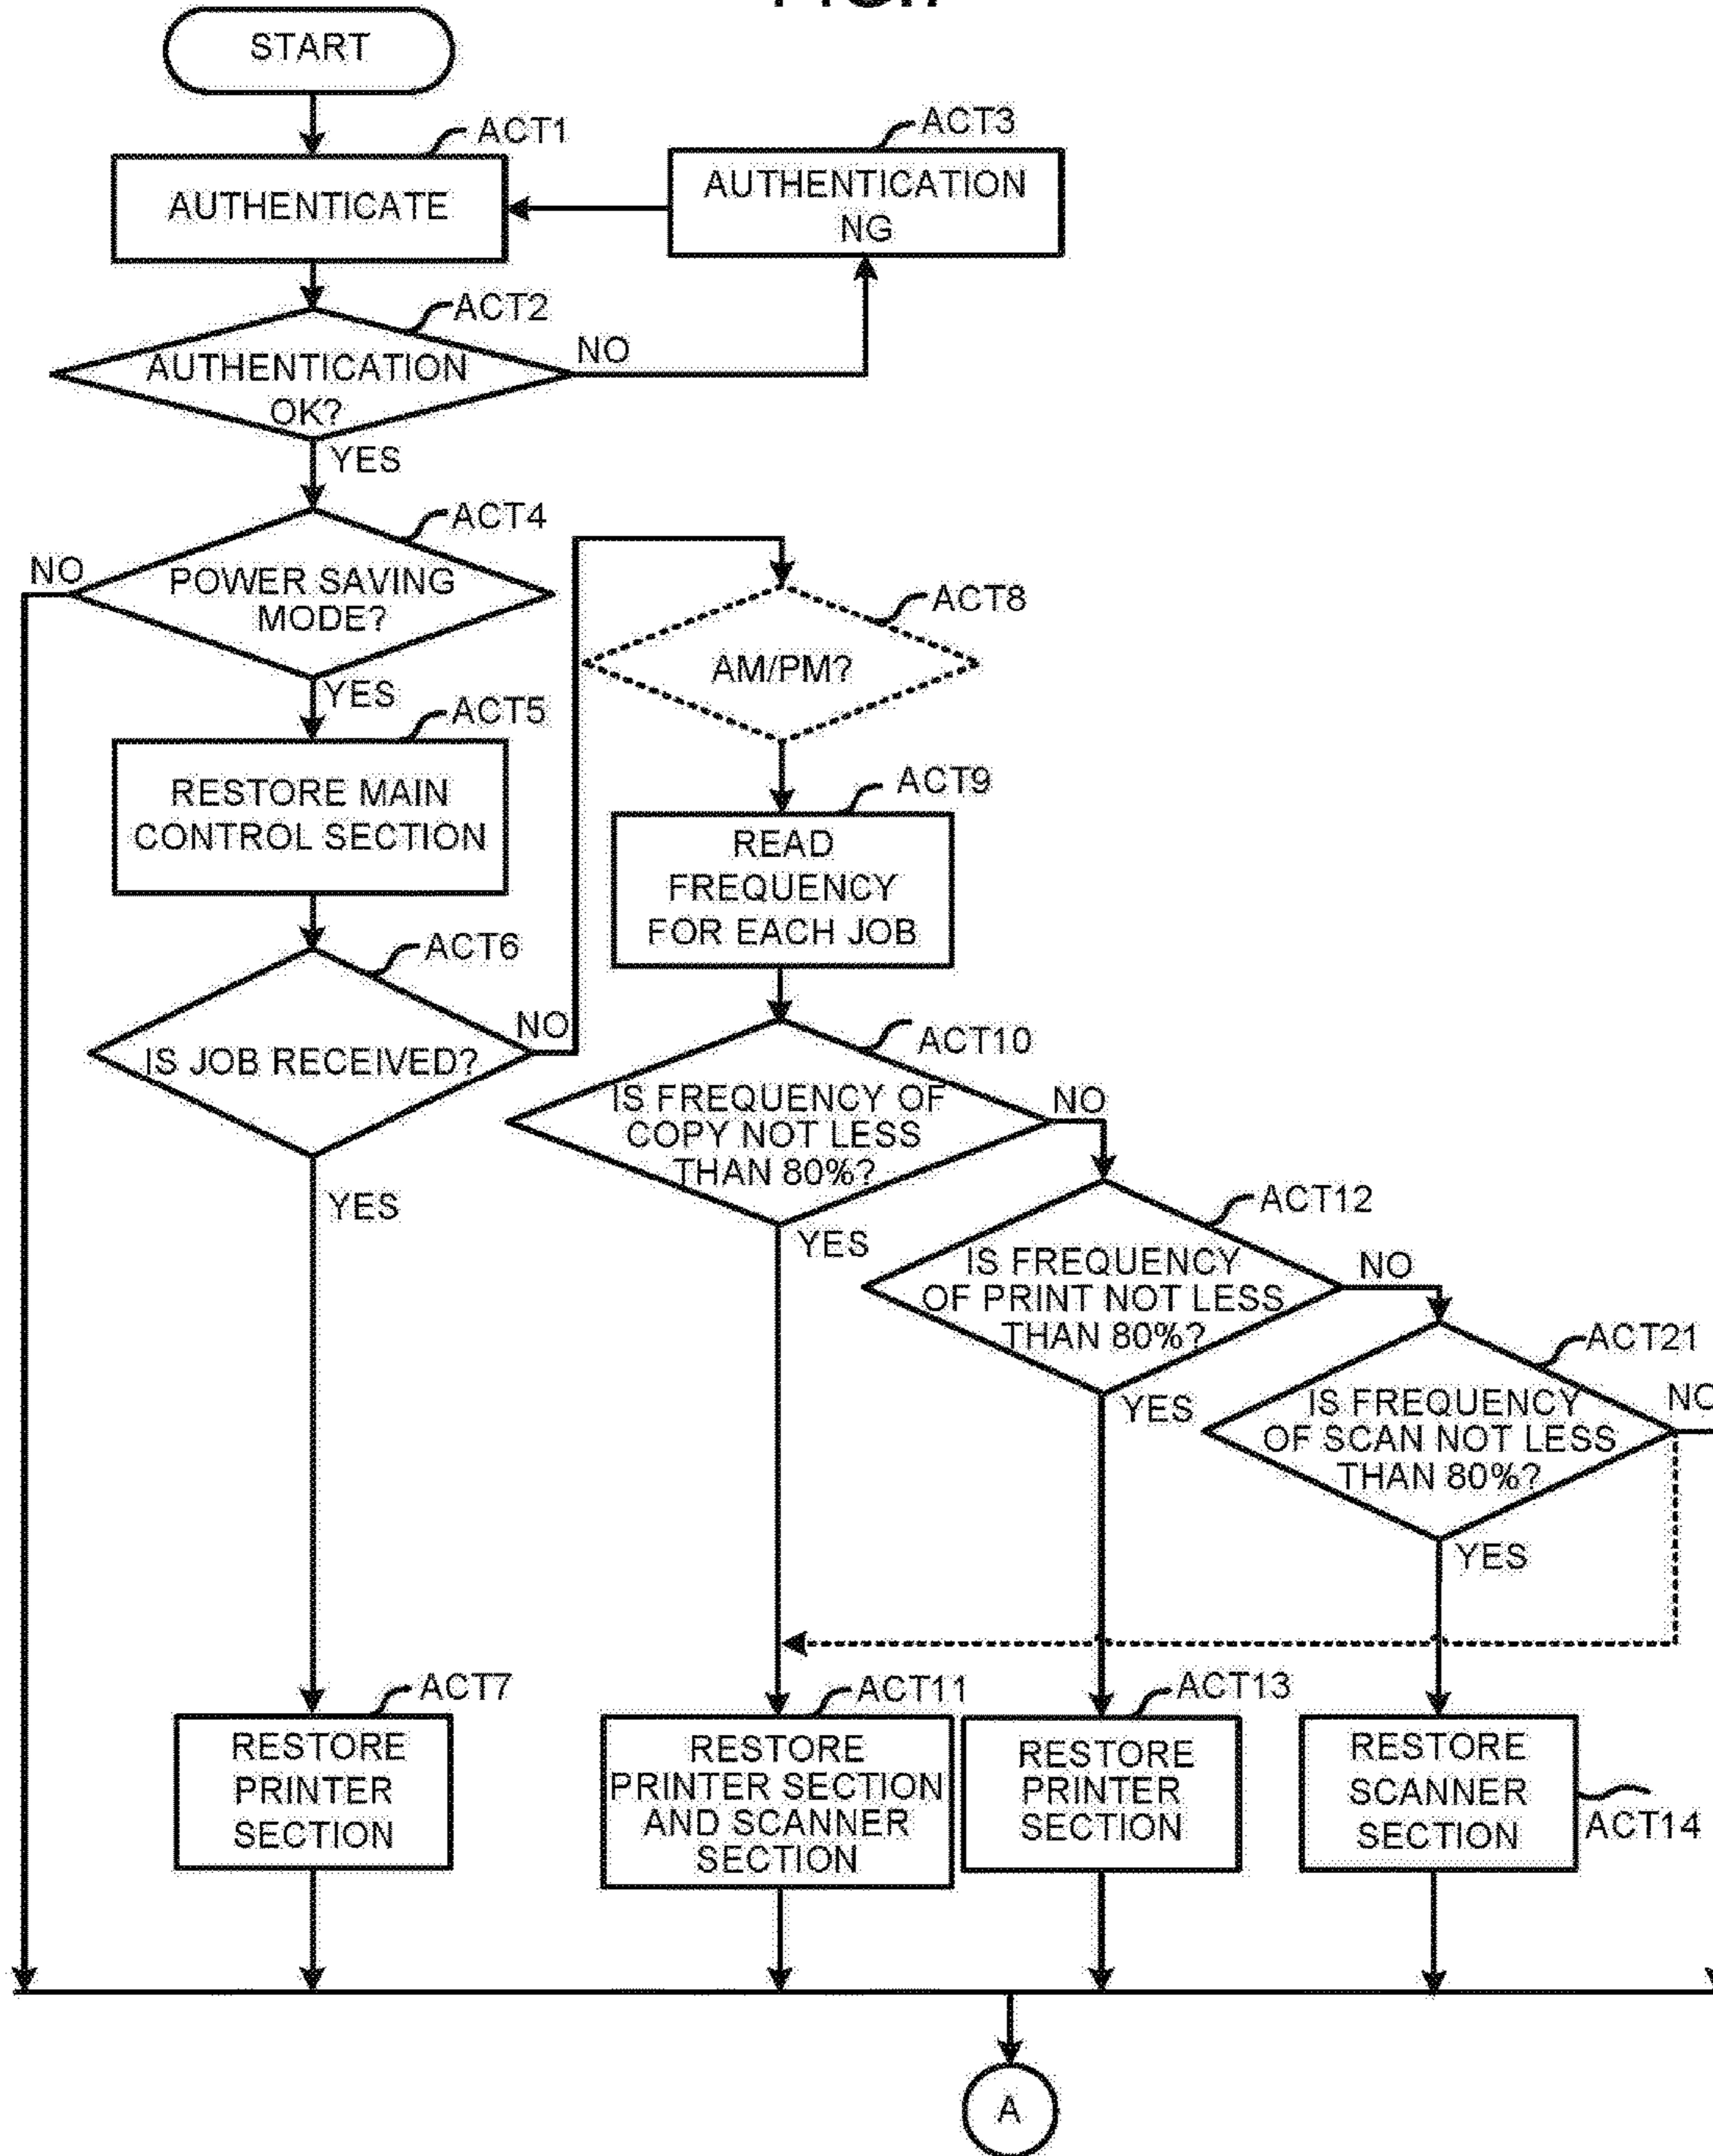 START
ACT1
AUTHENTICATE
ACT3
AUTHENTICATION
NG
ACT2
AUTHENTICATION
OK?
NO
YES
ACT4
NO
POWER SAVING
MODE?
YES
ACT5
RESTORE MAIN
CONTROL SECTION
ACT6
IS JOB RECEIVED?
NO
YES
ACT7
RESTORE
PRINTER
SECTION
ACT8
AM/PM?
ACT9
READ
FREQUENCY
FOR EACH JOB
ACT10
IS FREQUENCY OF
COPY NOT LESS
THAN 80%?
NO
YES
ACT11
RESTORE
PRINTER SECTION
AND SCANNER
SECTION
ACT12
IS FREQUENCY
OF PRINT NOT LESS
THAN 80%?
NO
YES
ACT13
RESTORE
PRINTER
SECTION
ACT21
IS FREQUENCY
OF SCAN NOT LESS
THAN 80%?
NO
YES
RESTORE
SCANNER
SECTION
ACT14
A